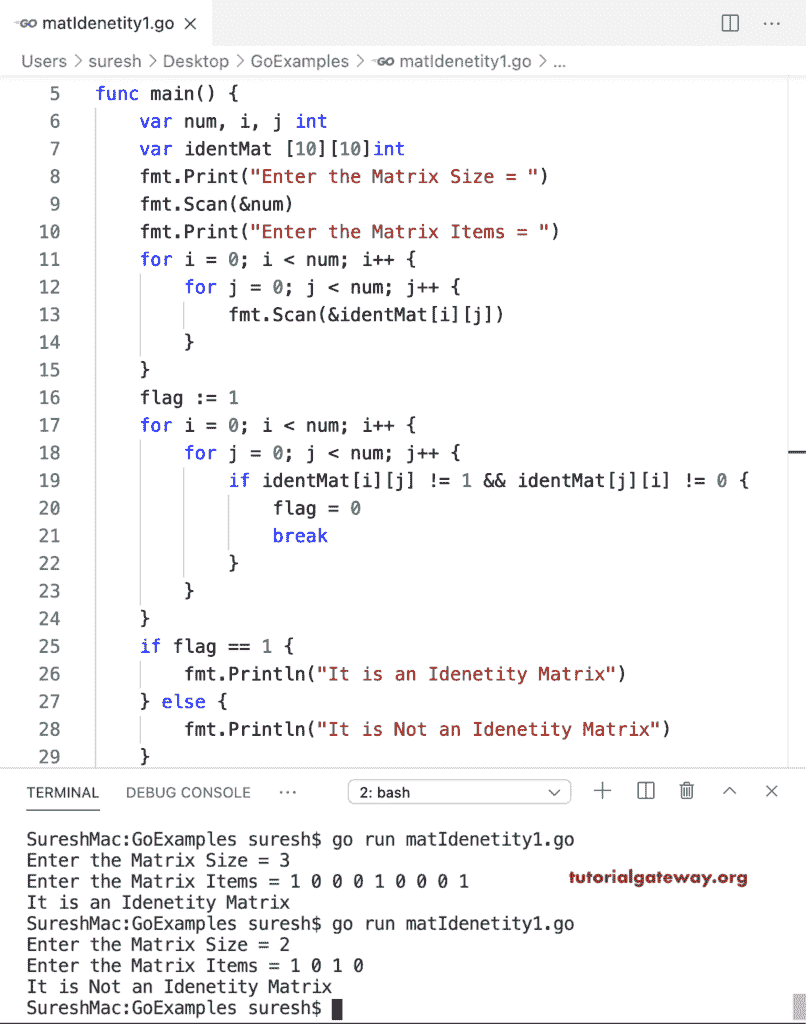 GO matIdenetity1.go ×
Users > suresh > Desktop > GoExamples > GO matIdenetity1.go > ...
5 func main() {
6 var num, i, j int
7 var identMat [10][10]int
8 fmt.Print("Enter the Matrix Size = ")
9 fmt.Scan(&num)
10 fmt.Print("Enter the Matrix Items = ")
11 for i = 0; i < num; i++ {
12 for j = 0; j < num; j++ {
13 fmt.Scan(&identMat[i][j])
14 }
15 }
16 flag := 1
17 for i = 0; i < num; i++ {
18 for j = 0; j < num; j++ {
19 if identMat[i][j] != 1 && identMat[j][i] != 0 {
20 flag = 0
21 break
22 }
23 }
24 }
25 if flag == 1 {
26 fmt.Println("It is an Idenetity Matrix")
27 } else {
28 fmt.Println("It is Not an Idenetity Matrix")
29 }
TERMINAL DEBUG CONSOLE ... 2: bash
SureshMac:GoExamples suresh$ go run matIdenetity1.go
Enter the Matrix Size = 3
Enter the Matrix Items = 1 0 0 0 1 0 0 0 1
tutorialgateway.org
It is an Idenetity Matrix
SureshMac:GoExamples suresh$ go run matIdenetity1.go
Enter the Matrix Size = 2
Enter the Matrix Items = 1 0 1 0
It is Not an Idenetity Matrix
SureshMac:GoExamples suresh$